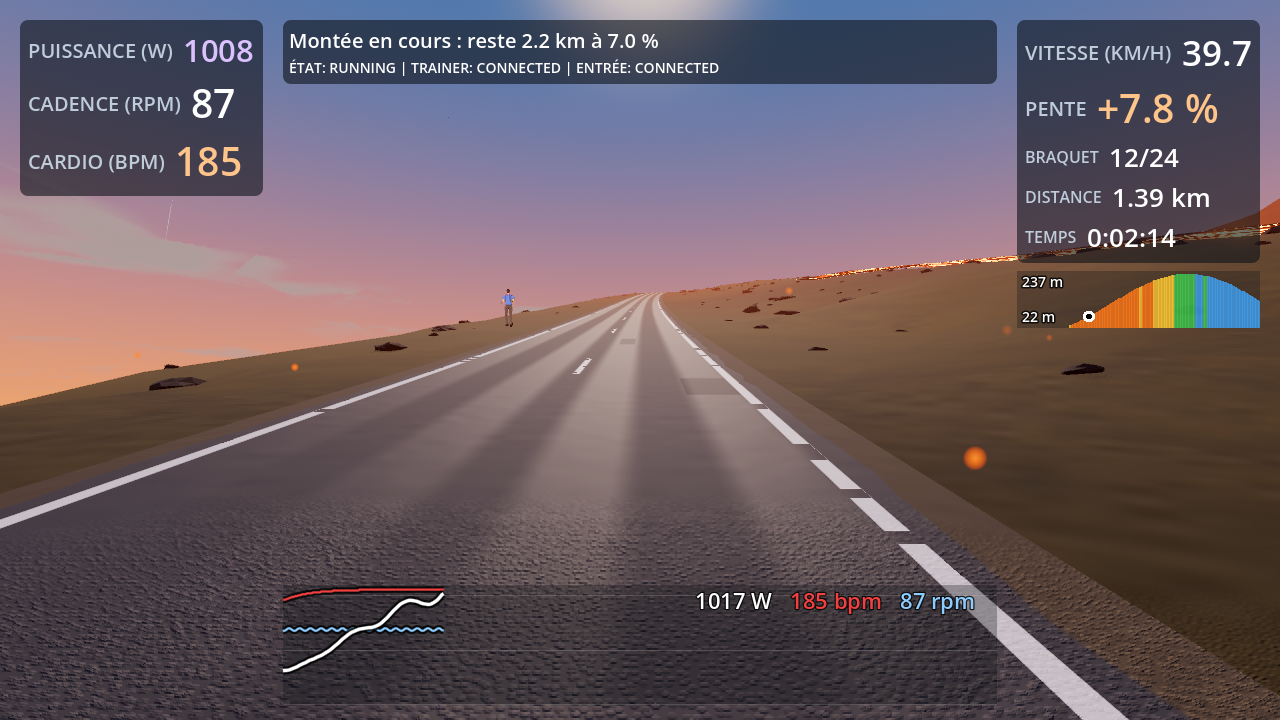 PUISSANCE (W) 1008
CADENCE (RPM) 87
CARDIO (BPM) 185
Montée en cours : reste 2.2 km à 7.0 %
ÉTAT: RUNNING | TRAINER: CONNECTED | ENTRÉE: CONNECTED
VITESSE (KM/H) 39.7
PENTE +7.8 %
BRAQUET 12/24
DISTANCE 1.39 km
TEMPS 0:02:14
237 m
22 m
1017 W 185 bpm 87 rpm